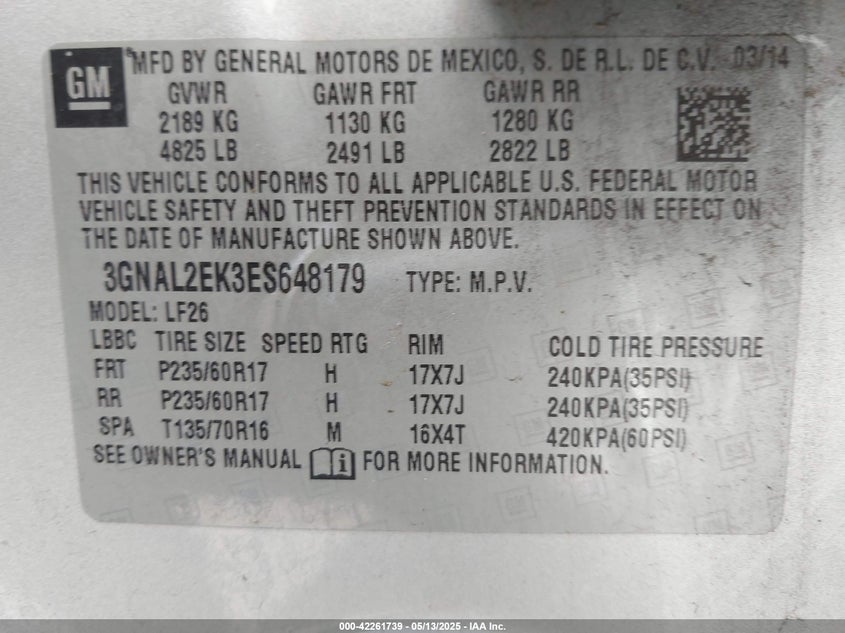 GM
MFD BY GENERAL MOTORS DE MEXICO, S. DE R.L. DE C.V. 03/14
GVWR GAWR FRT GAWR RR
2189 KG 1130 KG 1280 KG
4825 LB 2491 LB 2822 LB
THIS VEHICLE CONFORMS TO ALL APPLICABLE U.S. FEDERAL MOTOR
VEHICLE SAFETY AND THEFT PREVENTION STANDARDS IN EFFECT ON
THE DATE OF MANUFACTURE SHOWN ABOVE.
3GNAL2EK3ES648179 TYPE: M.P.V.
MODEL: LF26
LBBC TIRE SIZE SPEED RTG RIM COLD TIRE PRESSURE
FRT P235/60R17 H 17X7J 240KPA(35PSI)
RR P235/60R17 H 17X7J 240KPA(35PSI)
SPA T135/70R16 M 16X4T 420KPA(60PSI)
SEE OWNER'S MANUAL FOR MORE INFORMATION.
000-42261739 - 05/13/2025 - IAA Inc.